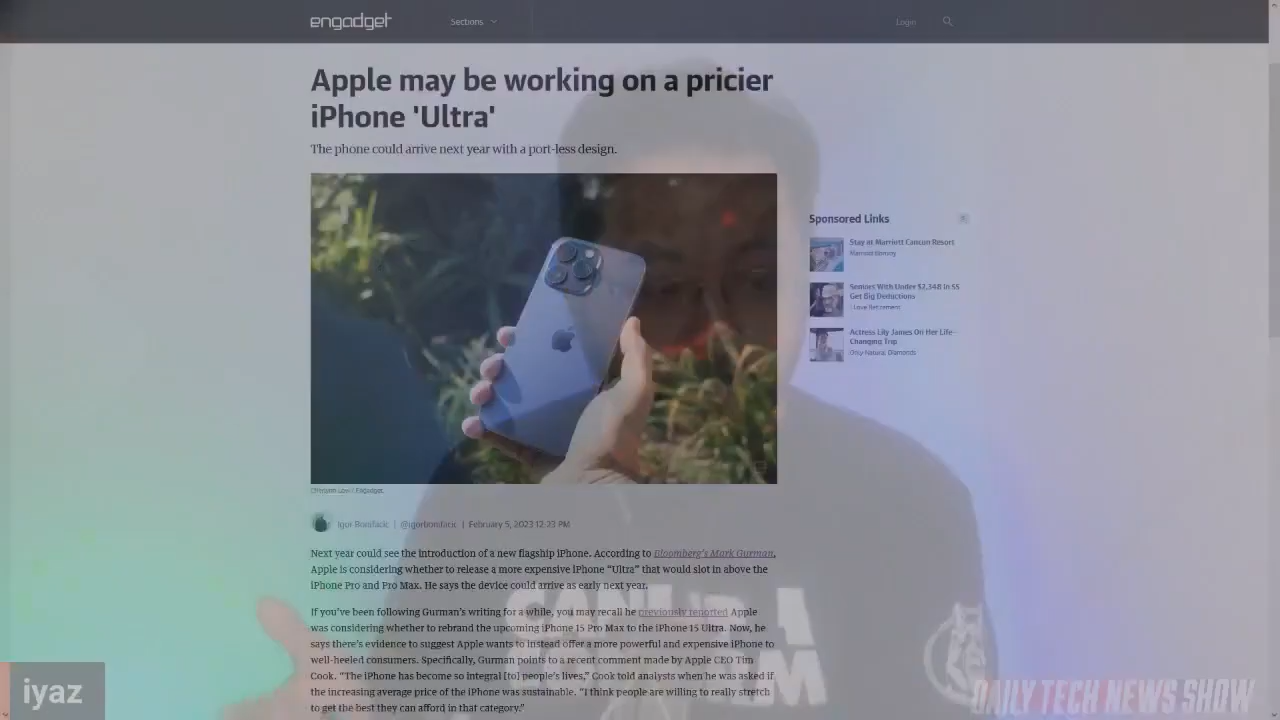 engadget
Sections
Login
Apple may be working on a pricier
iPhone 'Ultra'
The phone could arrive next year with a port-less design.
Sponsored Links
Stay at Marriott Cancun Resort
Marriott Bonvoy
Seniors With Under $2,348 In SS
Get Big Deductions
I Love Retirement
Actress Lily James On Her Life-
Changing Trip
Only Natural Diamonds
Cherlynn Low / Engadget
Igor Bonifacic | @igorbonifacic | February 5, 2023 12:23 PM
Next year could see the introduction of a new flagship iPhone. According to Bloomberg's Mark Gurman,
Apple is considering whether to release a more expensive iPhone “Ultra” that would slot in above the
iPhone Pro and Pro Max. He says the device could arrive as early next year.
If you’ve been following Gurman’s writing for a while, you may recall he previously reported Apple
was considering whether to rebrand the upcoming iPhone 15 Pro Max to the iPhone 15 Ultra. Now, he
says there’s evidence to suggest Apple wants to instead offer a more powerful and expensive iPhone to
well-heeled consumers. Specifically, Gurman points to a recent comment made by Apple CEO Tim
Cook. “The iPhone has become so integral [to] people’s lives,” Cook told analysts when he was asked if
the increasing average price of the iPhone was sustainable. “I think people are willing to really stretch
to get the best they can afford in that category.”
iyaz
DAILY TECH NEWS SHOW